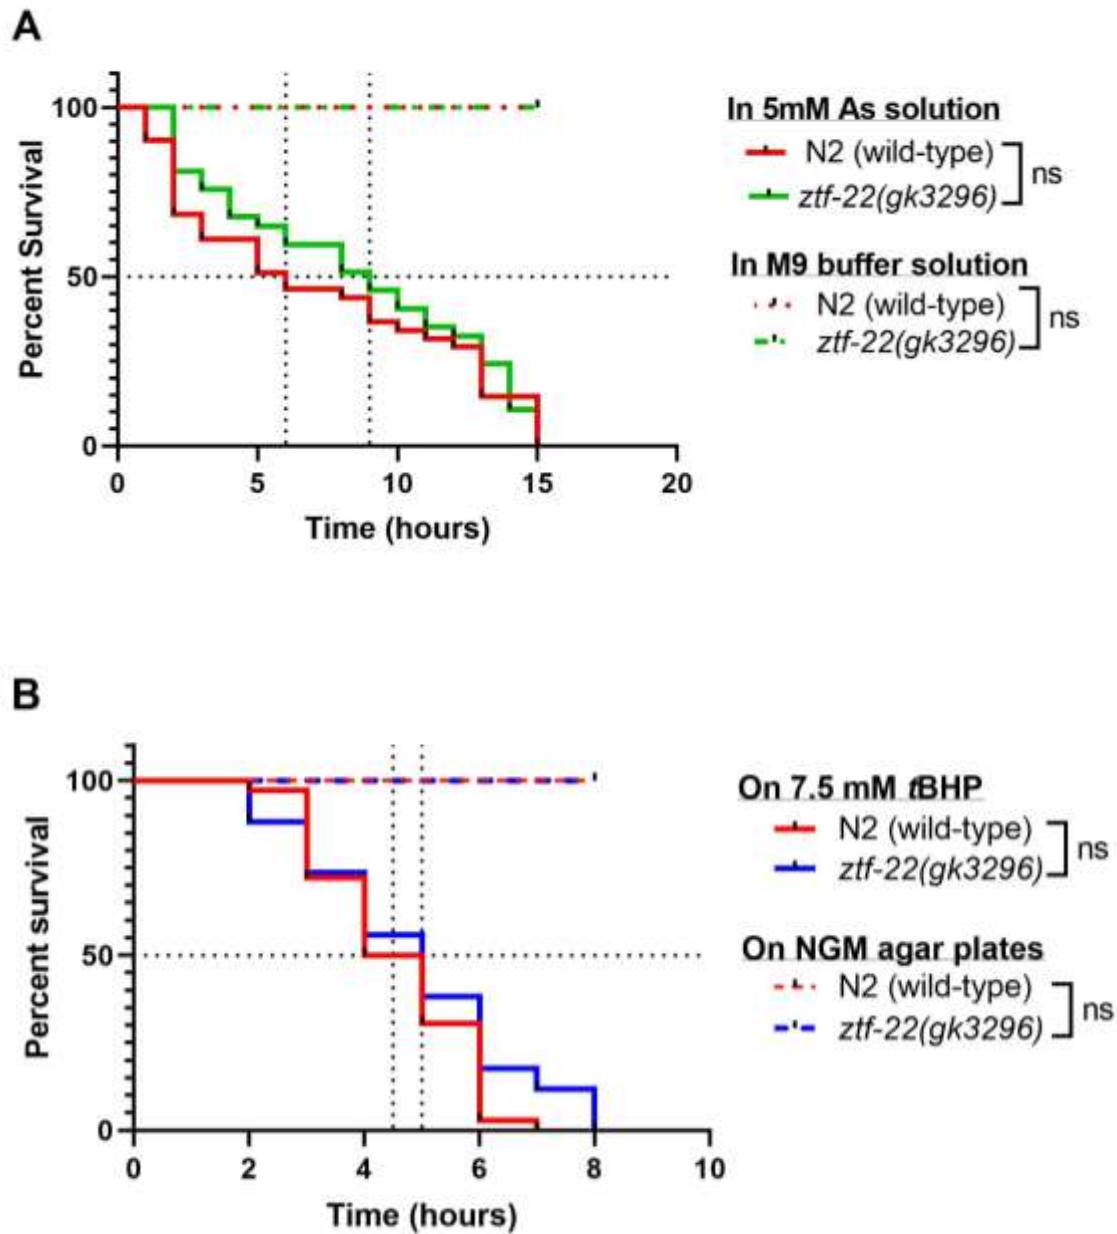 A
Percent Survival
100
50
0
0 5 10 15 20
Time (hours)
In 5mM As solution
N2 (wild-type)
ztf-22(gk3296)
ns
In M9 buffer solution
N2 (wild-type)
ztf-22(gk3296)
ns
B
Percent survival
100
50
0
0 2 4 6 8 10
Time (hours)
On 7.5 mM tBHP
N2 (wild-type)
ztf-22(gk3296)
ns
On NGM agar plates
N2 (wild-type)
ztf-22(gk3296)
ns